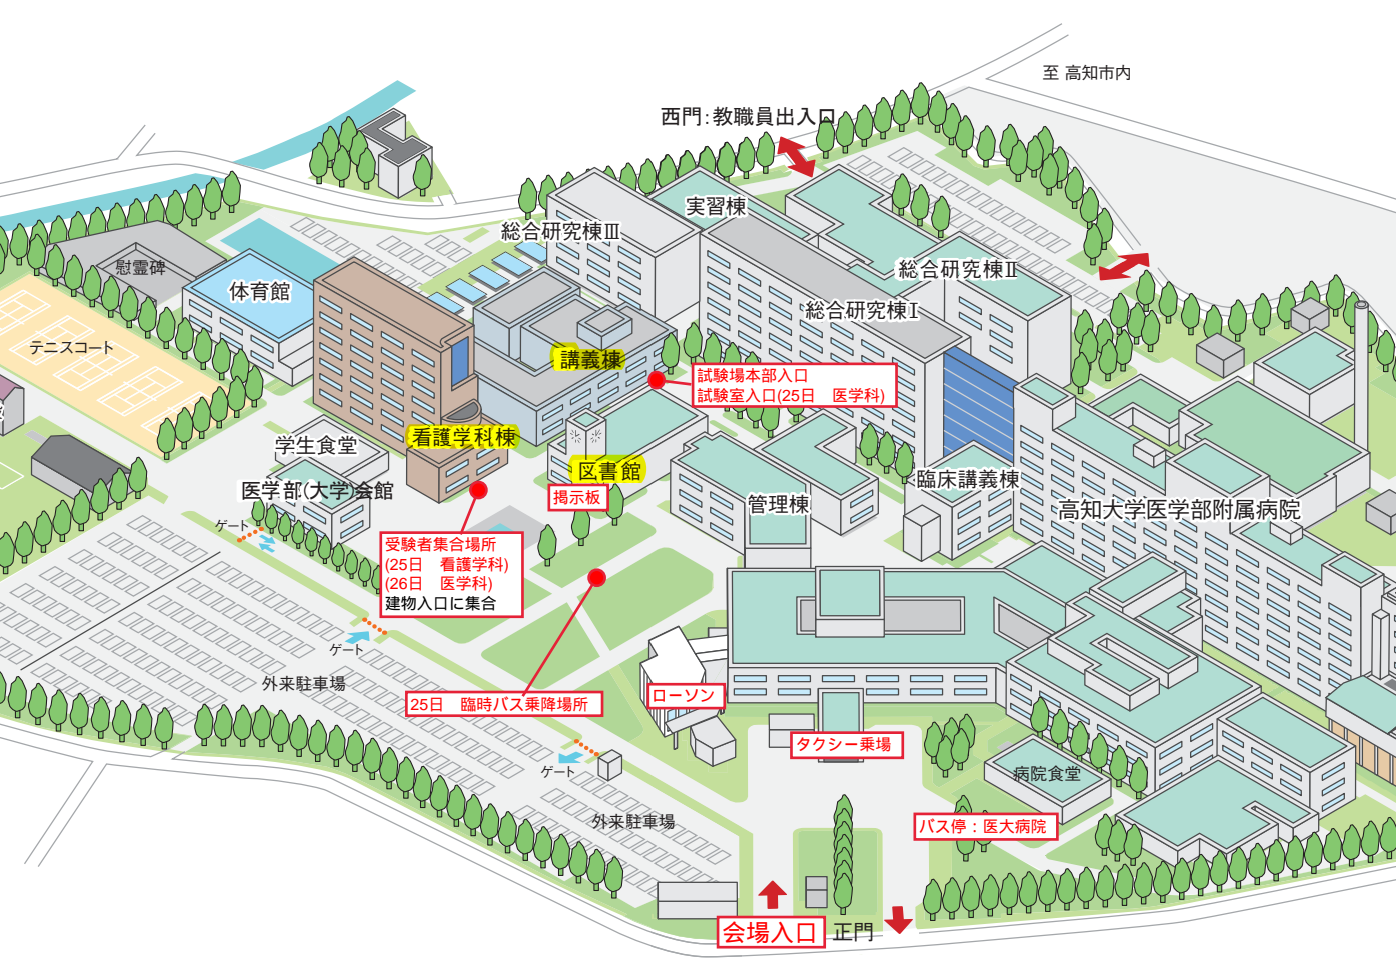 至 高知市内
西門：教職員出入口
実習棟
総合研究棟Ⅲ
総合研究棟Ⅱ
慰霊碑
体育館
総合研究棟Ⅰ
テニスコート
講義棟
試験場本部入口
試験室入口(25日　医学科)
看護学科棟
学生食堂
図書館
臨床講義棟
医学部(大学)会館
掲示板
管理棟
高知大学医学部附属病院
ゲート
受験者集合場所
(25日　看護学科)
(26日　医学科)
建物入口に集合
ゲート
外来駐車場
25日　臨時バス乗降場所
ローソン
タクシー乗場
ゲート
病院食堂
外来駐車場
バス停：医大病院
会場入口
正門